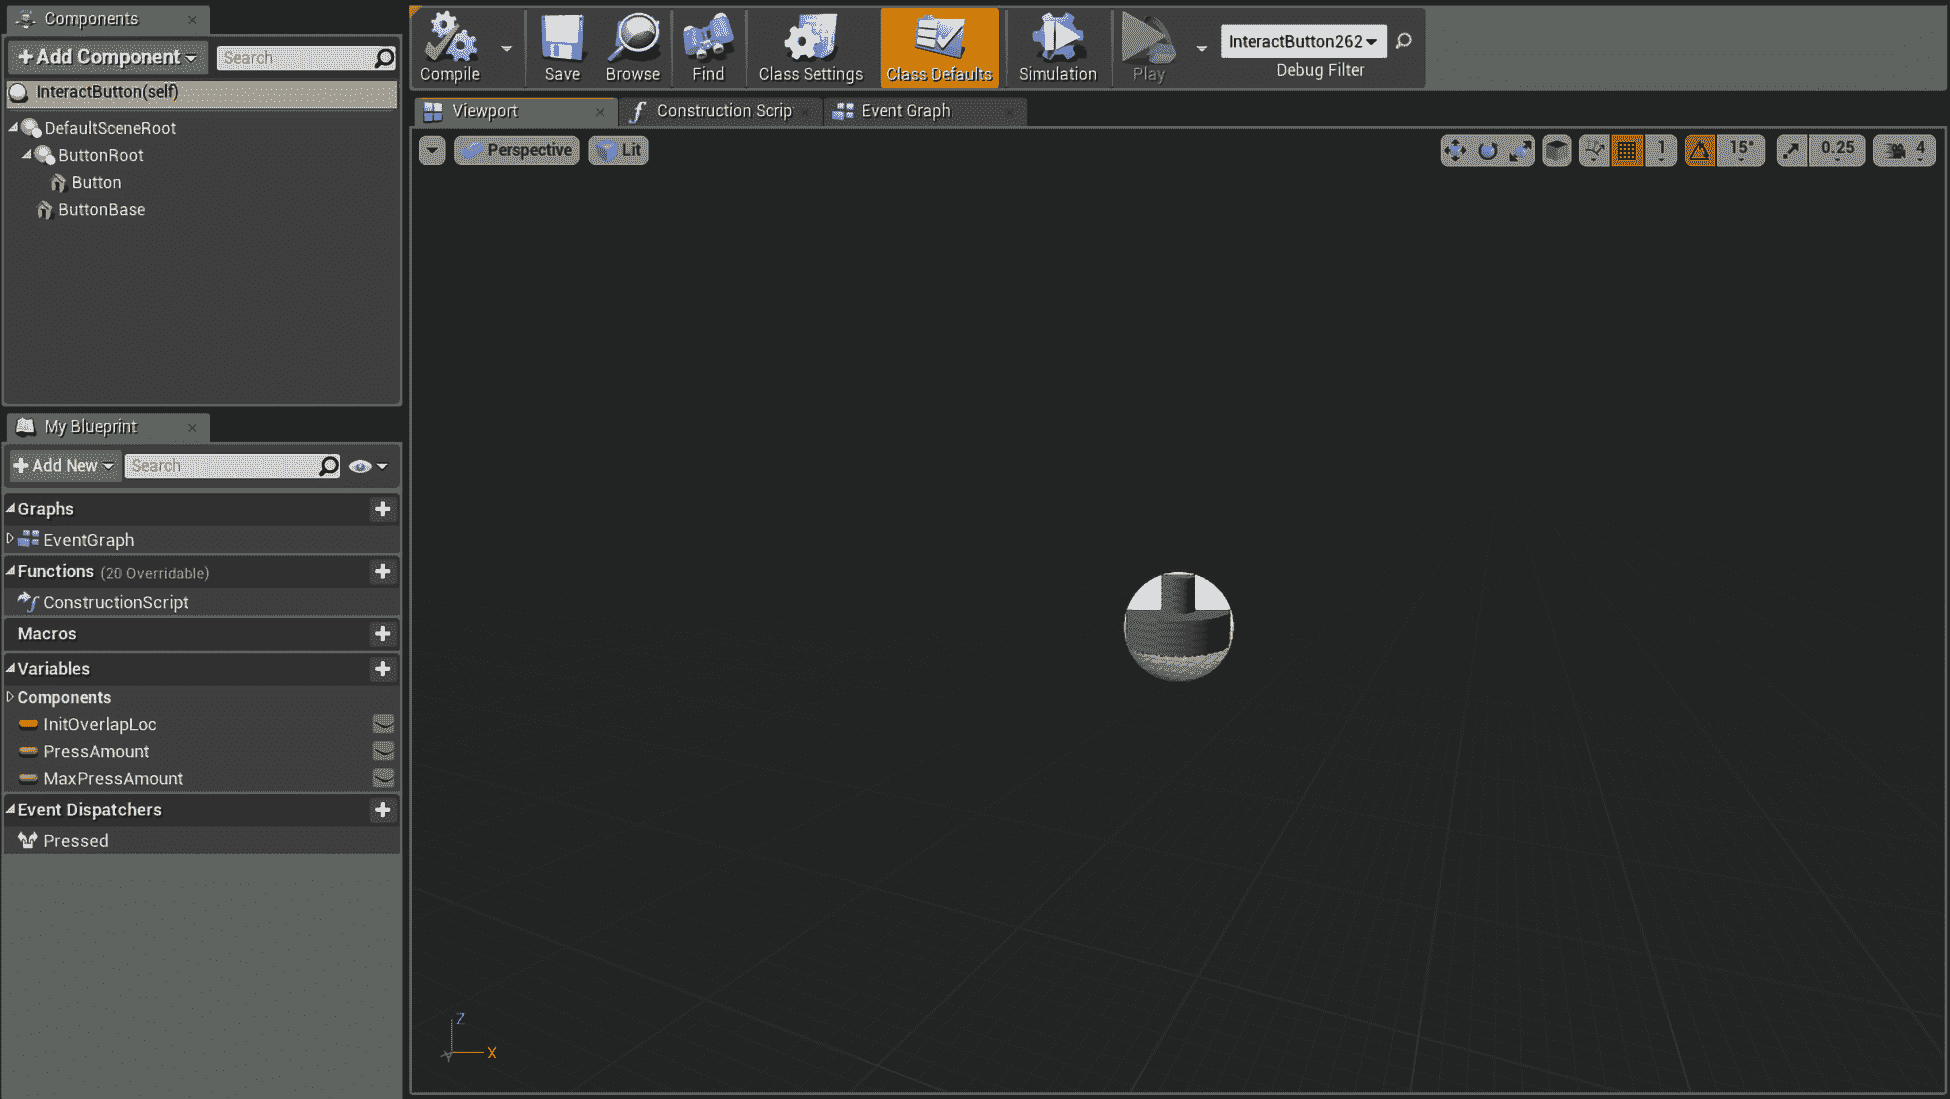 Components
Add Component
Search
InteractButton(self)
DefaultSceneRoot
ButtonRoot
Button
ButtonBase
My Blueprint
Add New
Search
Graphs
EventGraph
Functions (20 Overridable)
ConstructionScript
Macros
Variables
Components
InitOverlapLoc
PressAmount
MaxPressAmount
Event Dispatchers
Pressed
Compile
Save
Browse
Find
Class Settings
Class Defaults
Simulation
Play
InteractButton262
Debug Filter
Viewport
Construction Scrip
Event Graph
Perspective
Lit
1
15°
0.25
4
Z
X